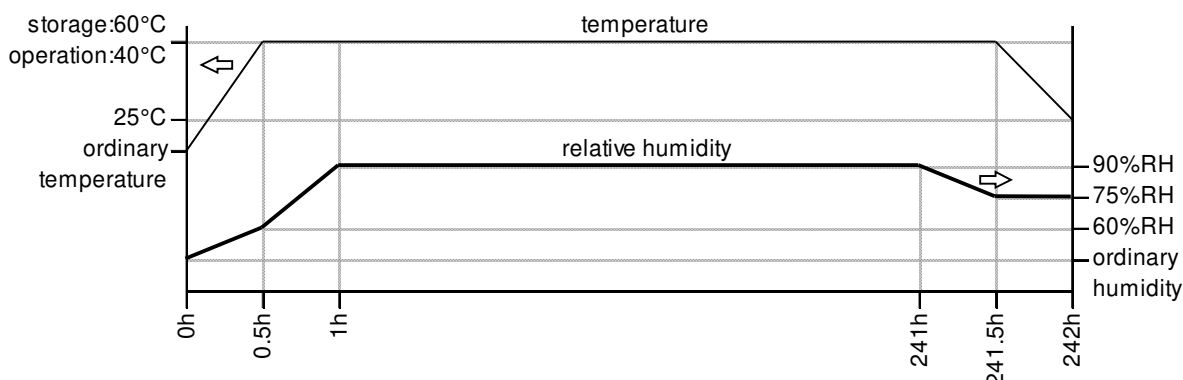 storage:60°C
operation:40°C
temperature
25°C
ordinary
temperature
relative humidity
90%RH
75%RH
60%RH
ordinary
humidity
0h
0.5h
1h
241h
241.5h
242h